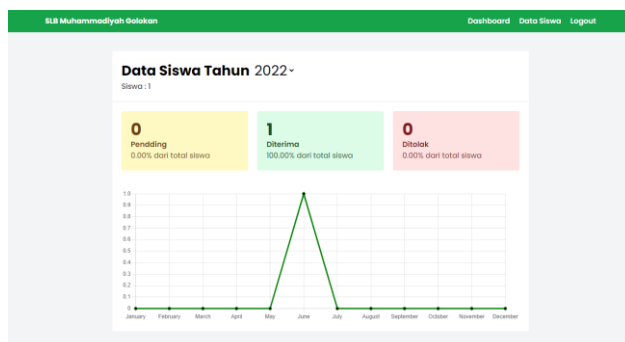 SLB Muhammadiyah Golokan
Dashboard Data Siswa Logout
Data Siswa Tahun 2022
Siswa : 1
0
Pendding
0.00% dari total siswa
1
Diterima
100.00% dari total siswa
0
Ditolak
0.00% dari total siswa
1.0
0.9
0.8
0.7
0.6
0.5
0.4
0.3
0.2
0.1
0
January February March April May June July August September October November December